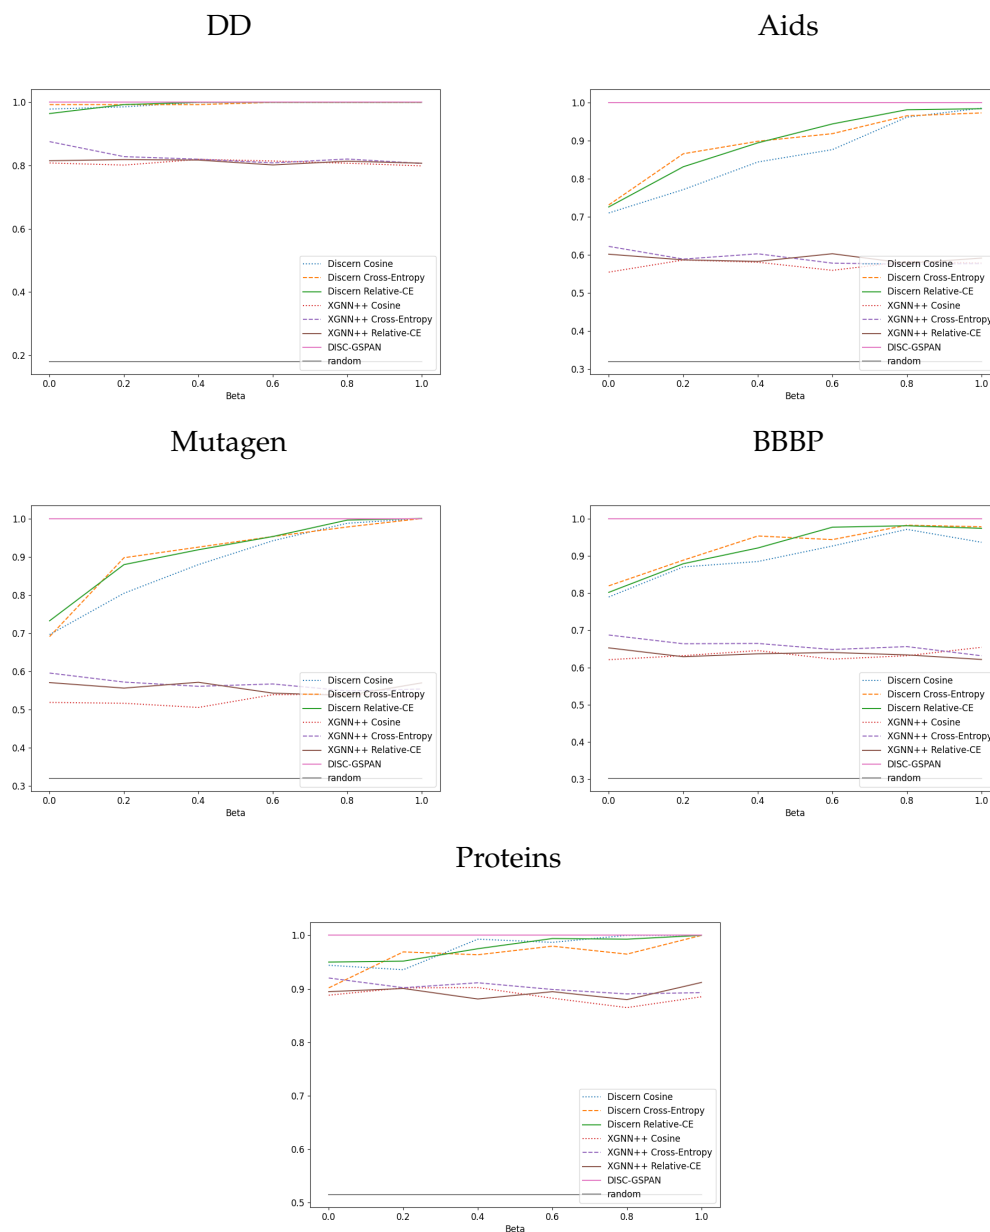 DD
1.0
0.8
0.6
0.4
0.2
0.0 0.2 0.4 0.6 0.8 1.0
Beta
Discern Cosine
Discern Cross-Entropy
Discern Relative-CE
XGNN++ Cosine
XGNN++ Cross-Entropy
XGNN++ Relative-CE
DISC-GSPAN
random
Aids
1.0
0.9
0.8
0.7
0.6
0.5
0.4
0.3
0.0 0.2 0.4 0.6 0.8 1.0
Beta
Discern Cosine
Discern Cross-Entropy
Discern Relative-CE
XGNN++ Cosine
XGNN++ Cross-Entropy
XGNN++ Relative-CE
DISC-GSPAN
random
Mutagen
1.0
0.9
0.8
0.7
0.6
0.5
0.4
0.3
0.0 0.2 0.4 0.6 0.8 1.0
Beta
Discern Cosine
Discern Cross-Entropy
Discern Relative-CE
XGNN++ Cosine
XGNN++ Cross-Entropy
XGNN++ Relative-CE
DISC-GSPAN
random
BBBP
1.0
0.9
0.8
0.7
0.6
0.5
0.4
0.3
0.0 0.2 0.4 0.6 0.8 1.0
Beta
Discern Cosine
Discern Cross-Entropy
Discern Relative-CE
XGNN++ Cosine
XGNN++ Cross-Entropy
XGNN++ Relative-CE
DISC-GSPAN
random
Proteins
1.0
0.9
0.8
0.7
0.6
0.5
0.0 0.2 0.4 0.6 0.8 1.0
Beta
Discern Cosine
Discern Cross-Entropy
Discern Relative-CE
XGNN++ Cosine
XGNN++ Cross-Entropy
XGNN++ Relative-CE
DISC-GSPAN
random